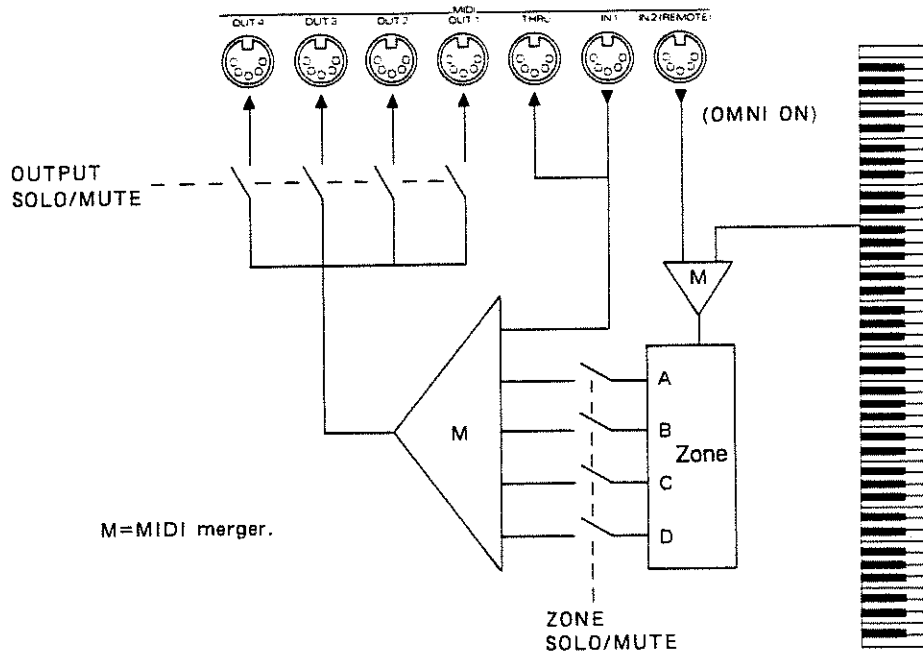 MIDI
OUT 4 OUT 3 OUT 2 OUT 1 THRU IN 1 IN 2 (REMOTE)
(OMNI ON)
OUTPUT
SOLO/MUTE
M
A
B
M
Zone
C
D
M=MIDI merger.
ZONE
SOLO/MUTE